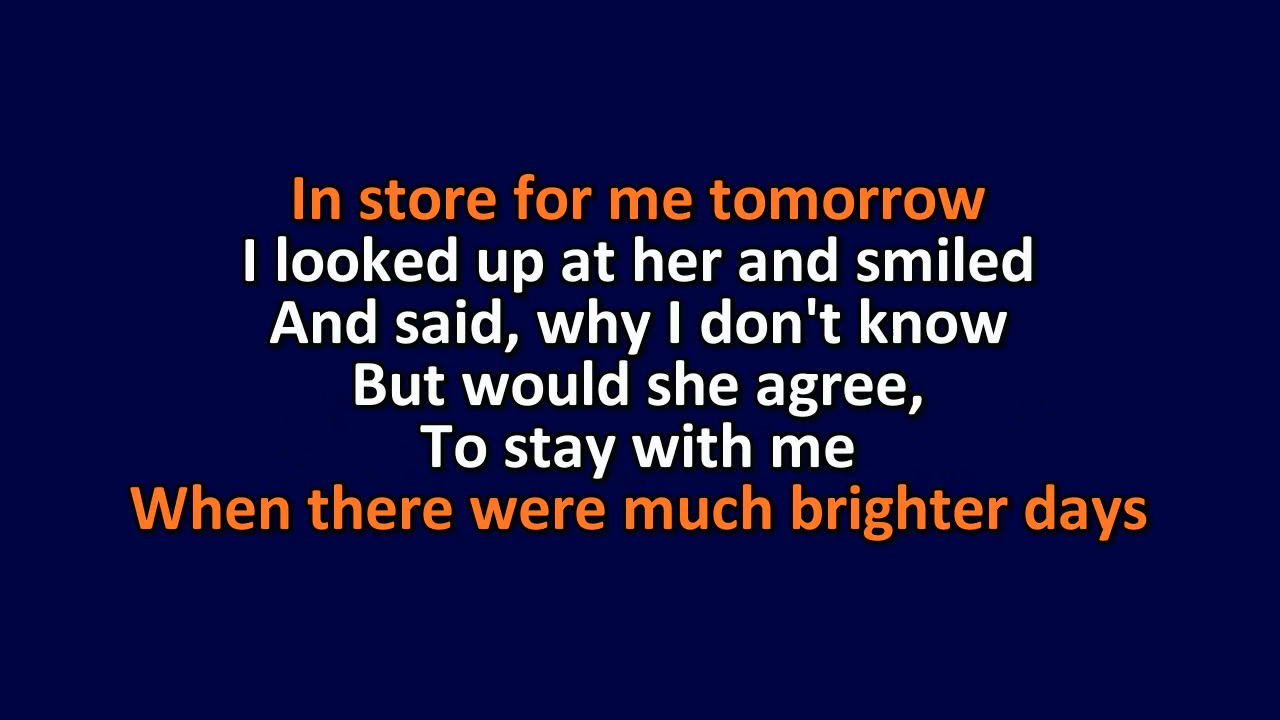 In store for me tomorrow
I looked up at her and smiled
And said, why I don't know
But would she agree,
To stay with me
When there were much brighter days